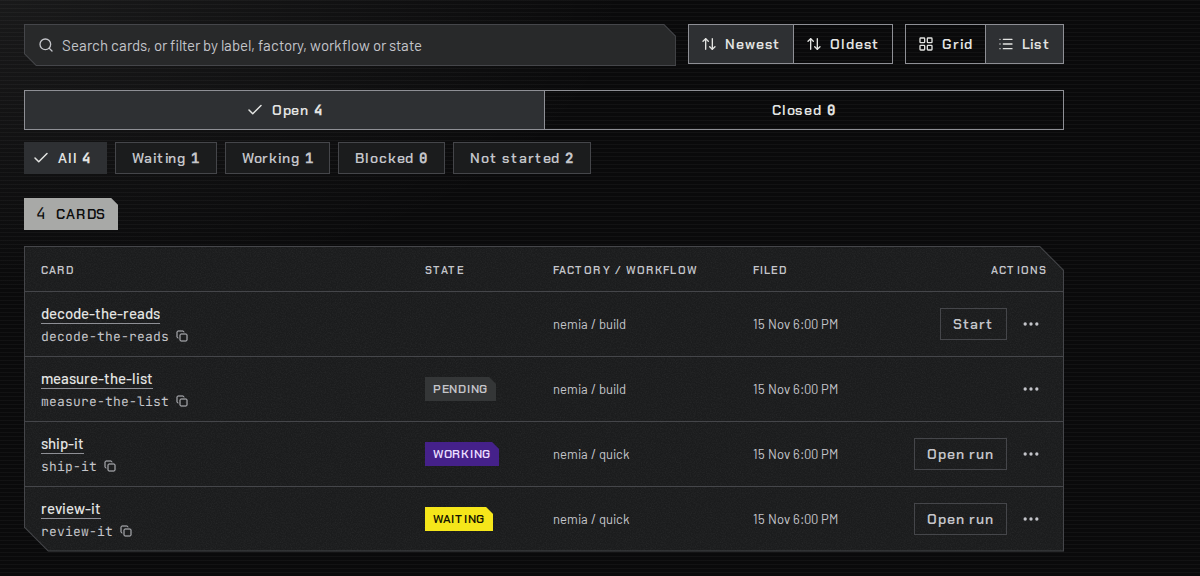 Search cards, or filter by label, factory, workflow or state
Newest Oldest Grid List
Open 4 Closed 0
All 4 Waiting 1 Working 1 Blocked 0 Not started 2
4 CARDS
CARD STATE FACTORY / WORKFLOW FILED ACTIONS
decode-the-reads
decode-the-reads
nemia / build 15 Nov 6:00 PM Start
measure-the-list
measure-the-list
PENDING nemia / build 15 Nov 6:00 PM
ship-it
ship-it
WORKING nemia / quick 15 Nov 6:00 PM Open run
review-it
review-it
WAITING nemia / quick 15 Nov 6:00 PM Open run